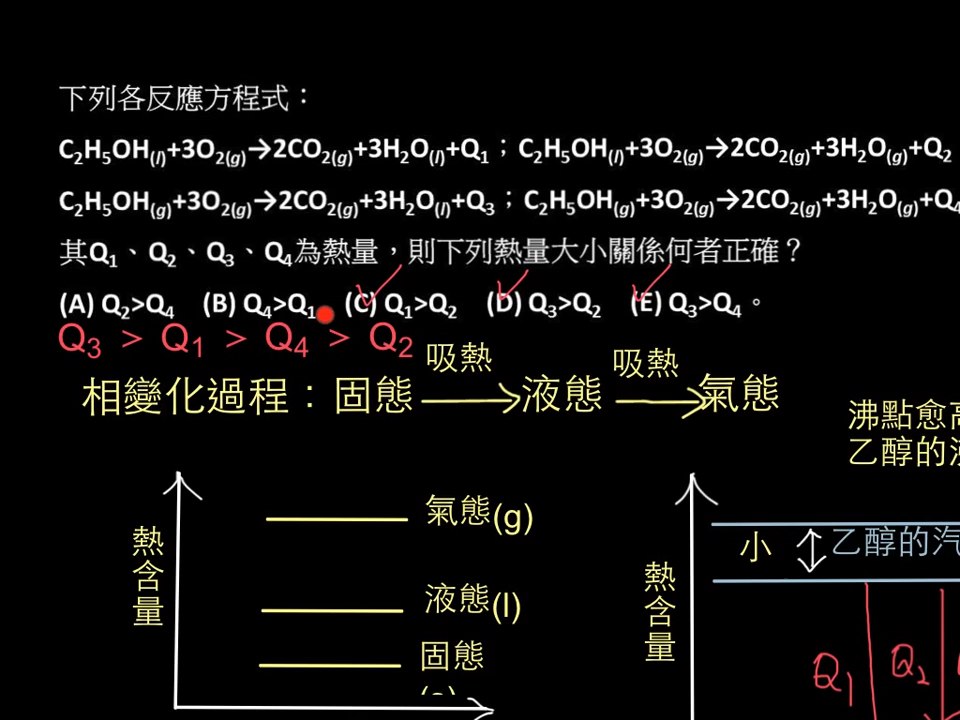 下列各反應方程式：
C₂H₅OH(l)+3O₂(g)→2CO₂(g)+3H₂O(l)+Q₁；C₂H₅OH(l)+3O₂(g)→2CO₂(g)+3H₂O(g)+Q₂
C₂H₅OH(g)+3O₂(g)→2CO₂(g)+3H₂O(l)+Q₃；C₂H₅OH(g)+3O₂(g)→2CO₂(g)+3H₂O(g)+Q₄
其Q₁、Q₂、Q₃、Q₄為熱量，則下列熱量大小關係何者正確？
(A) Q₂>Q₄ (B) Q₄>Q₁ (C) Q₁>Q₂ (D) Q₃>Q₂ (E) Q₃>Q₄。
Q₃ > Q₁ > Q₄ > Q₂
吸熱 吸熱
相變化過程：固態 液態 氣態
沸點愈高
乙醇的
熱含量
氣態(g)
液態(l)
固態
熱含量
小
乙醇的汽
Q₁ Q₂